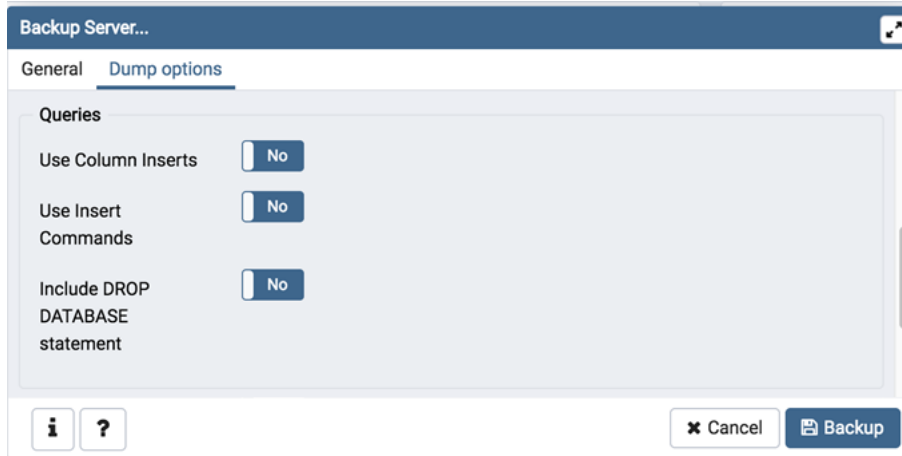 Backup Server...
General Dump options
Queries
Use Column Inserts No
Use Insert No
Commands
Include DROP No
DATABASE
statement
i ? Cancel Backup